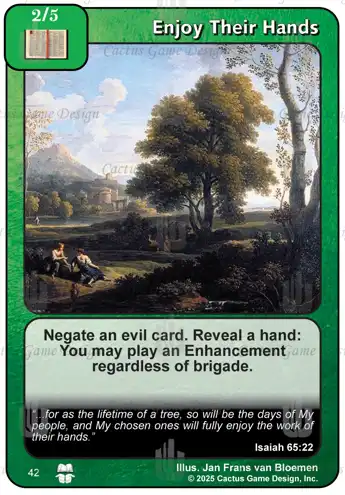 2/5
Enjoy Their Hands
Cactus Game Design
Negate an evil card. Reveal a hand:
You may play an Enhancement
regardless of brigade.
"...for as the lifetime of a tree, so will be the days of My
people, and My chosen ones will fully enjoy the work of
their hands."
Isaiah 65:22
42
Illus. Jan Frans van Bloemen
© 2025 Cactus Game Design, Inc.